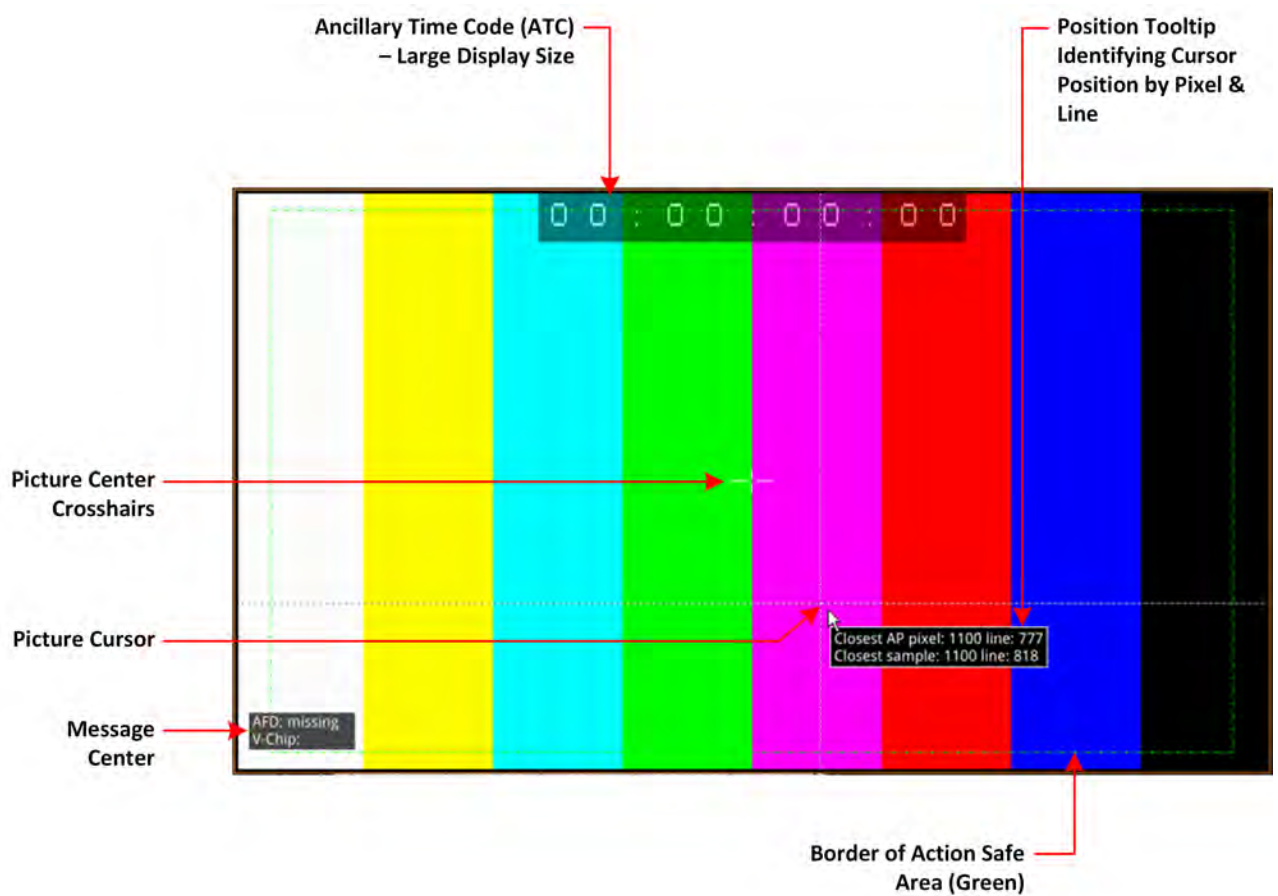 Ancillary Time Code (ATC)
– Large Display Size
Position Tooltip
Identifying Cursor
Position by Pixel &
Line
00:00:00:00
Picture Center
Crosshairs
Picture Cursor
Closest AP pixel: 1100 line: 777
Closest sample: 1100 line: 818
Message
Center
AFD: missing
V-Chip:
Border of Action Safe
Area (Green)